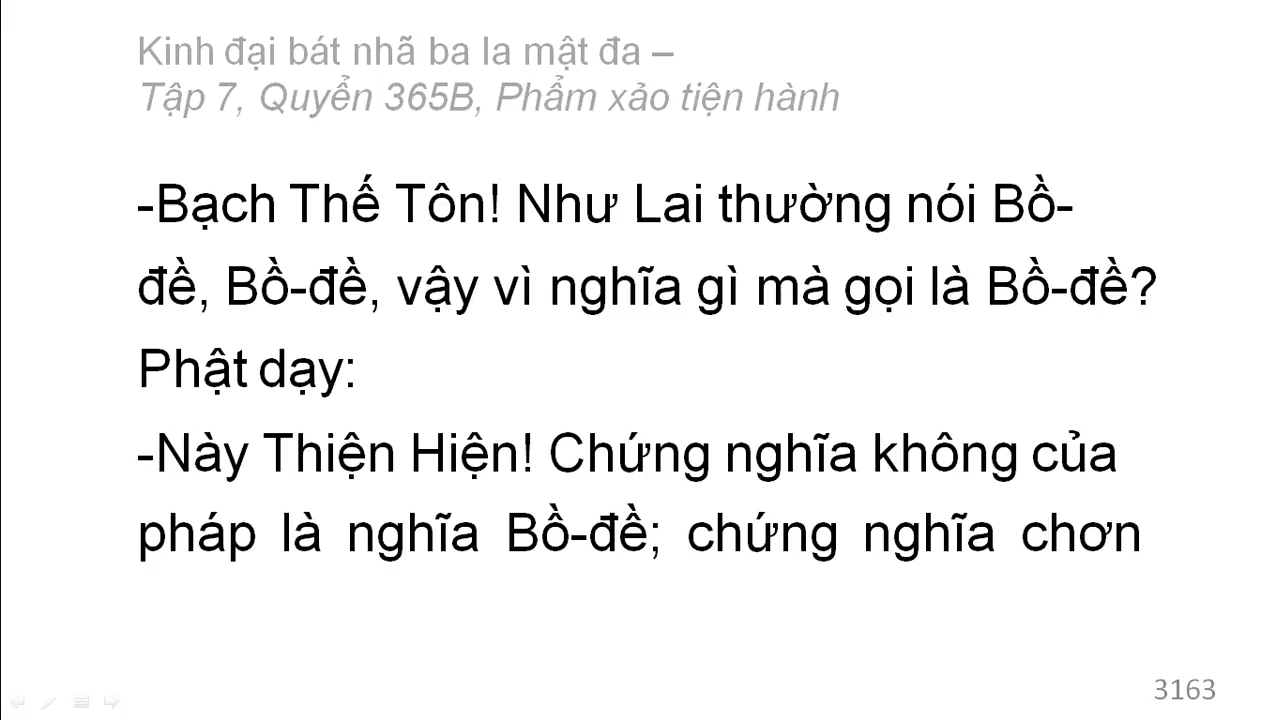 Kinh đại bát nhã ba la mật đa –
Tập 7, Quyển 365B, Phẩm xảo tiện hành
-Bạch Thế Tôn! Như Lai thường nói Bồ-
đề, Bồ-đề, vậy vì nghĩa gì mà gọi là Bồ-đề?
Phật dạy:
-Này Thiện Hiện! Chứng nghĩa không của
pháp là nghĩa Bồ-đề; chứng nghĩa chơn
3163